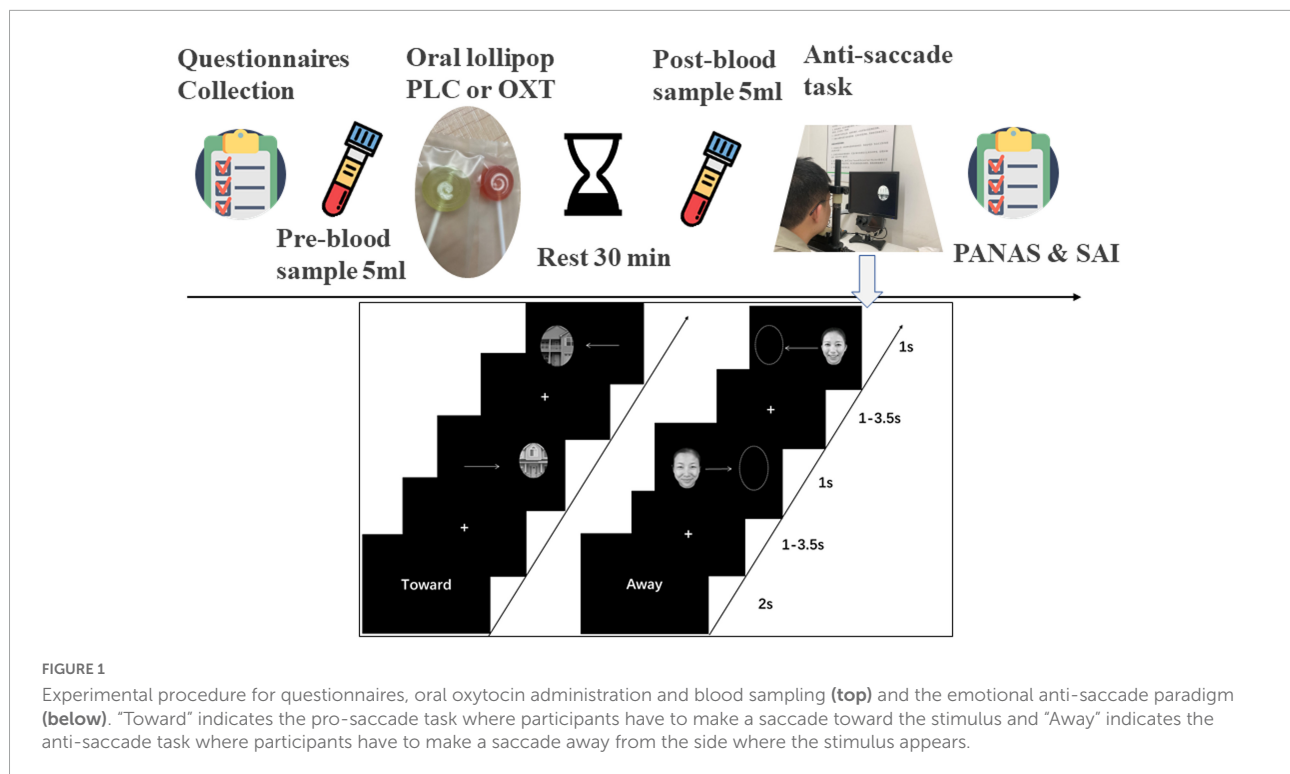 Questionnaires
Collection
Pre-blood
sample 5ml
Oral lollipop
PLC or OXT
Rest 30 min
Post-blood
sample 5ml
Anti-saccade
task
PANAS & SAI
+
+
Toward
+
+
Away
1s
1-3.5s
1s
1-3.5s
2s
FIGURE 1
Experimental procedure for questionnaires, oral oxytocin administration and blood sampling (top) and the emotional anti-saccade paradigm
(below). “Toward” indicates the pro-saccade task where participants have to make a saccade toward the stimulus and “Away” indicates the
anti-saccade task where participants have to make a saccade away from the side where the stimulus appears.